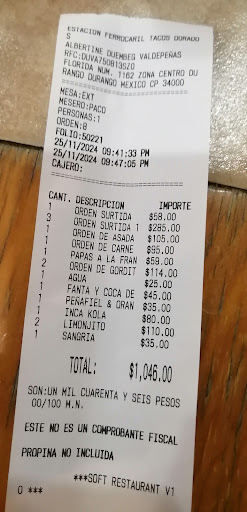 ESTACION FERROCARIL TACOS DORADO
S
ALBERTINE DUEMBEG VALDEPEÑAS
RFC:DUVA750813SZ0
FLORIDA NUM. 1162 ZONA CENTRO DU
RANGO DURANGO MEXICO CP 34000
MESA:EXT
MESERO:PACO
PERSONAS:1
ORDEN:8
FOLIO:50221
25/11/2024 09:41:33 PM
25/11/2024 09:47:05 PM
CAJERO:
CANT. DESCRIPCION IMPORTE
1 ORDEN SURTIDA $58.00
3 ORDEN SURTIDA 1 $285.00
1 ORDEN DE ASADA $105.00
1 ORDEN DE CARNE $95.00
1 PAPAS A LA FRAN $59.00
2 ORDEN DE GORDIT $114.00
1 AGUA $25.00
1 FANTA Y COCA DE $45.00
1 PEÑAFIEL & ORAN $35.00
2 INCA KOLA $80.00
2 LIMONJITO $110.00
1 SANGRIA $35.00
TOTAL: $1,046.00
SON:UN MIL CUARENTA Y SEIS PESOS
00/100 M.N.
ESTE NO ES UN COMPROBANTE FISCAL
PROPINA NO INCLUIDA
***SOFT RESTAURANT V1
0 ***